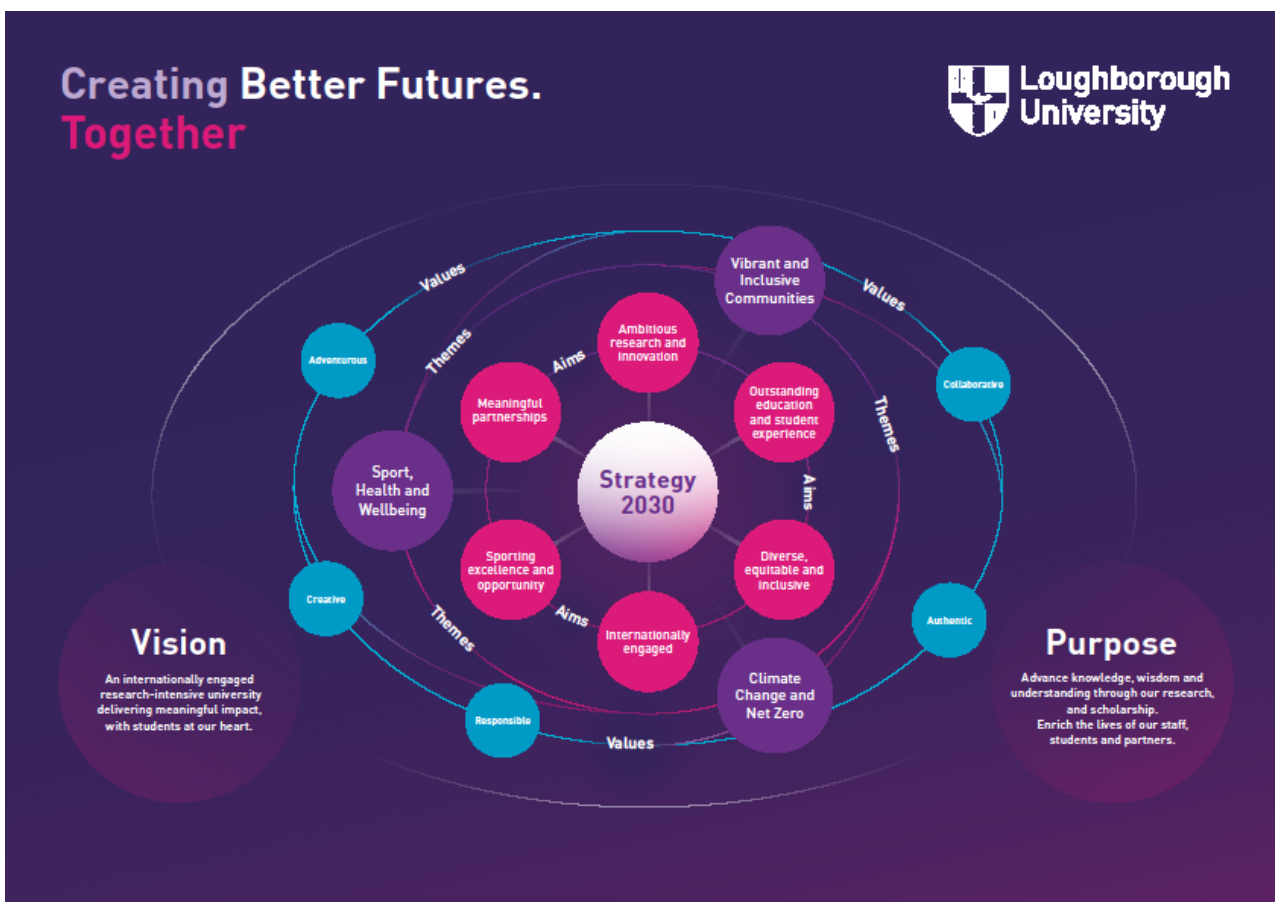 Creating Better Futures.
Together
Loughborough
University
Values
Vibrant and
Inclusive
Communities
Values
Themes
Aims
Ambitious
research and
innovation
Adventurous
Collaborative
Meaningful
partnerships
Outstanding
education
and student
experience
Themes
Sport,
Health and
Wellbeing
Strategy
2030
Aims
Sporting
excellence and
opportunity
Diverse,
equitable and
inclusive
Creative
Authentic
Themes
Aims
Internationally
engaged
Climate
Change and
Net Zero
Responsible
Values
Vision
An internationally engaged
research-intensive university
delivering meaningful impact,
with students at our heart.
Purpose
Advance knowledge, wisdom and
understanding through our research,
and scholarship.
Enrich the lives of our staff,
students and partners.